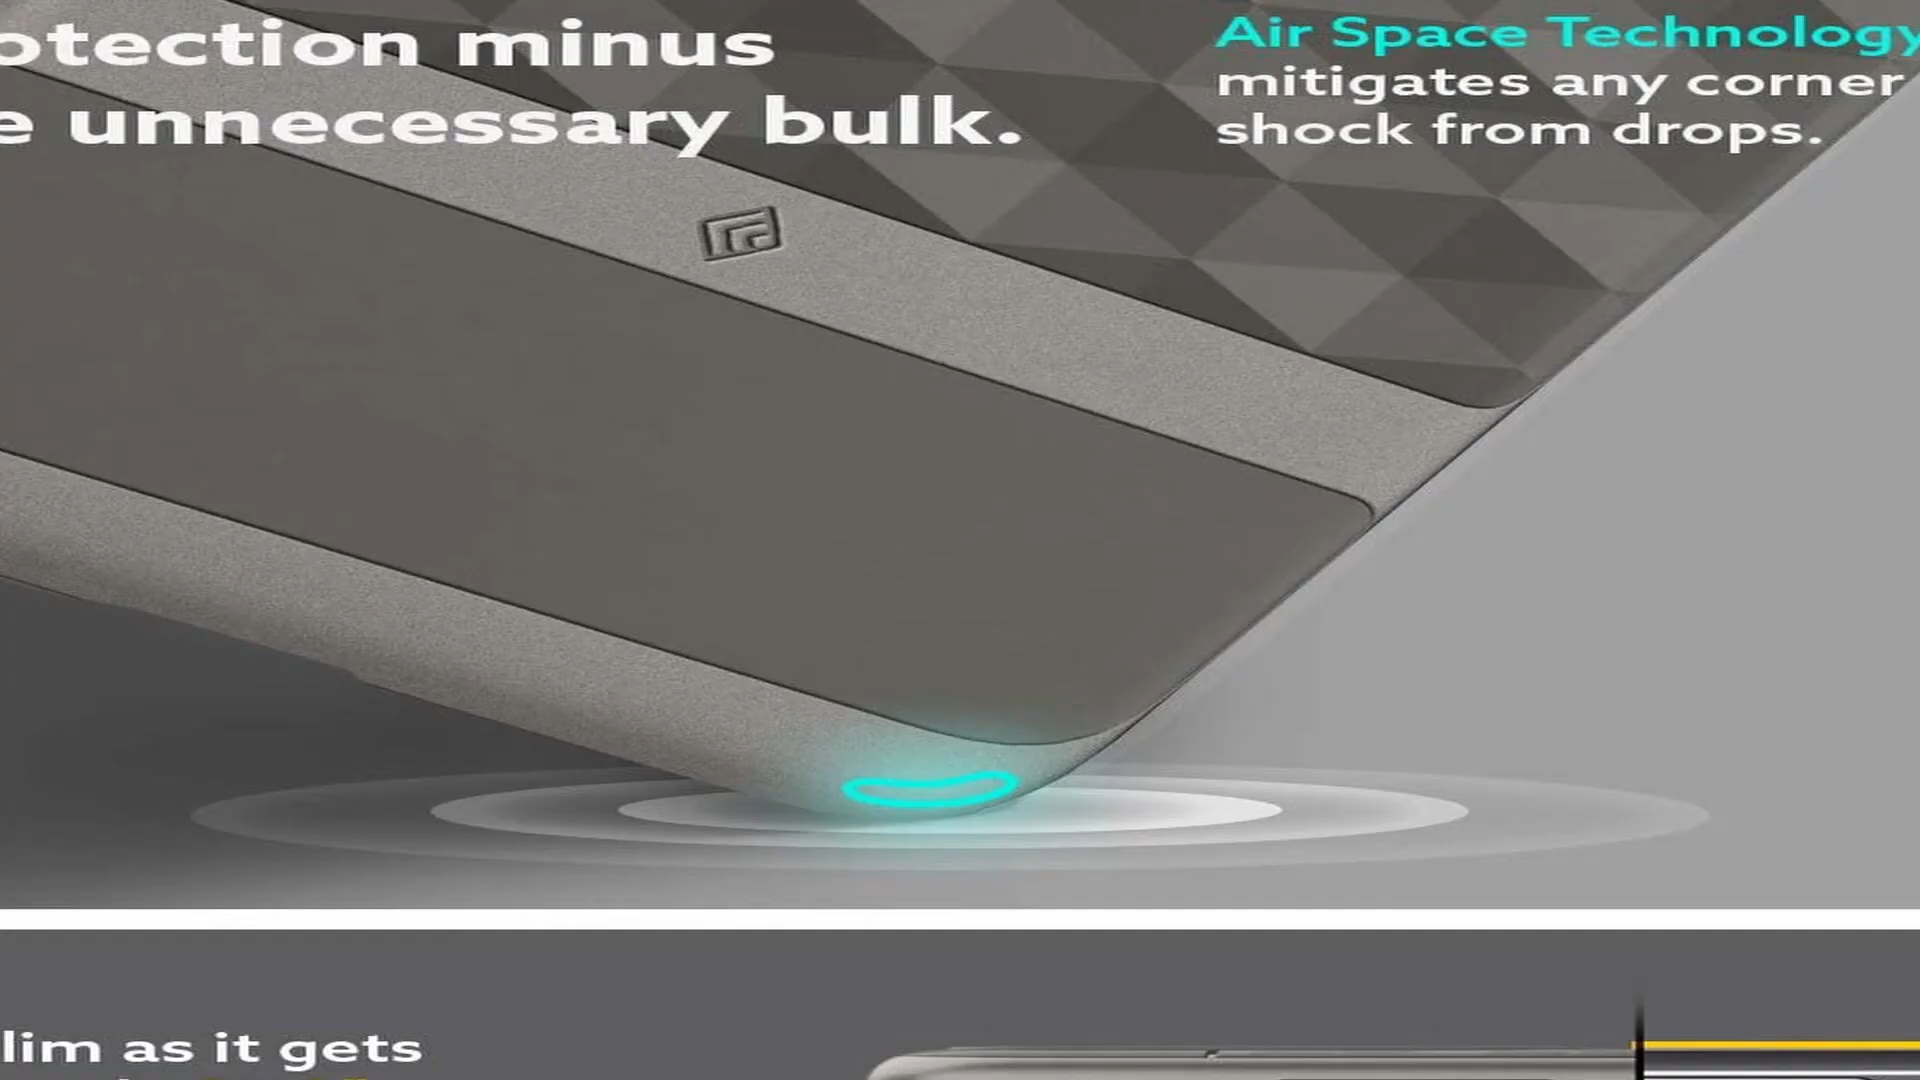 otection minus
e unnecessary bulk.
Air Space Technology
mitigates any corner
shock from drops.
lim as it gets